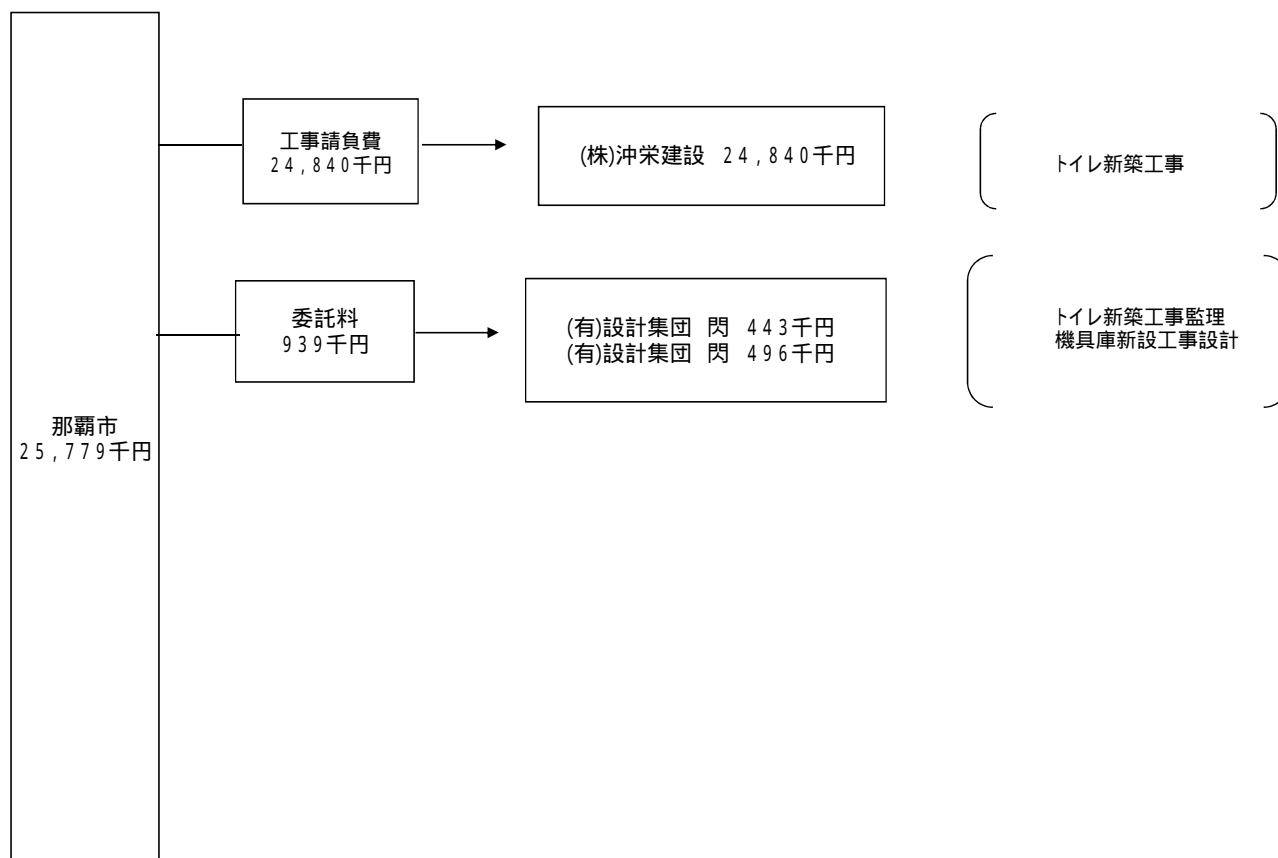 工事請負費
24,840千円
(株)沖栄建設 24,840千円
トイレ新築工事
委託料
939千円
(有)設計集団 閃 443千円
(有)設計集団 閃 496千円
トイレ新築工事監理
機具庫新設工事設計
那覇市
25,779千円